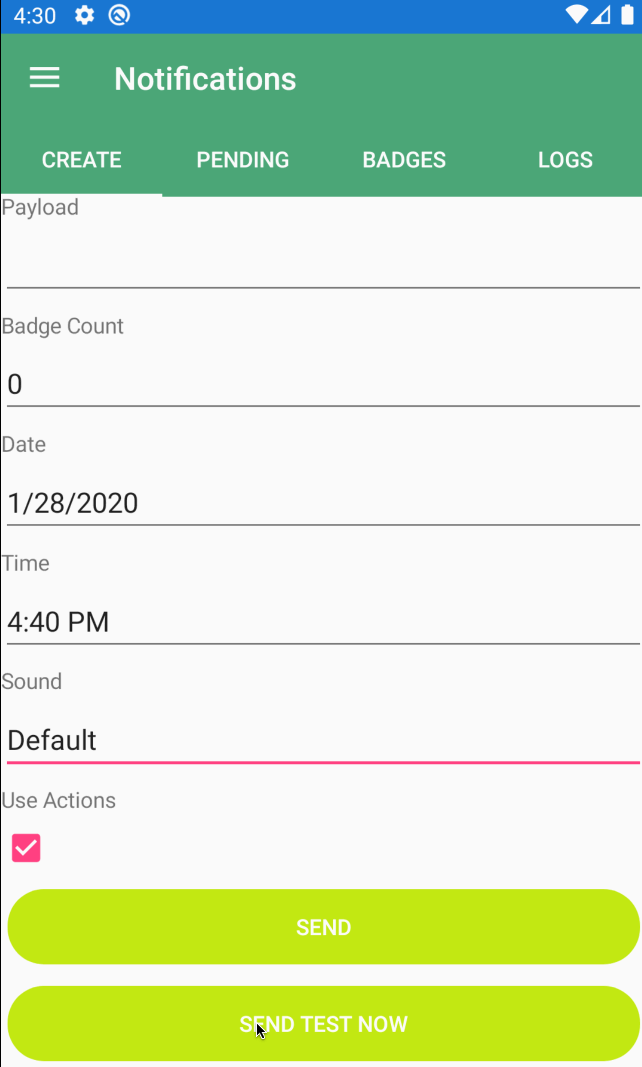 4:30
Notifications
CREATE PENDING BADGES LOGS
Payload
Badge Count
0
Date
1/28/2020
Time
4:40 PM
Sound
Default
Use Actions
SEND
SEND TEST NOW